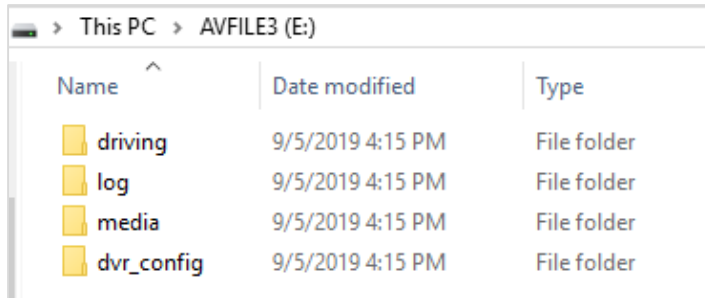 This PC > AVFILE3 (E:)
Name Date modified Type
driving 9/5/2019 4:15 PM File folder
log 9/5/2019 4:15 PM File folder
media 9/5/2019 4:15 PM File folder
dvr_config 9/5/2019 4:15 PM File folder